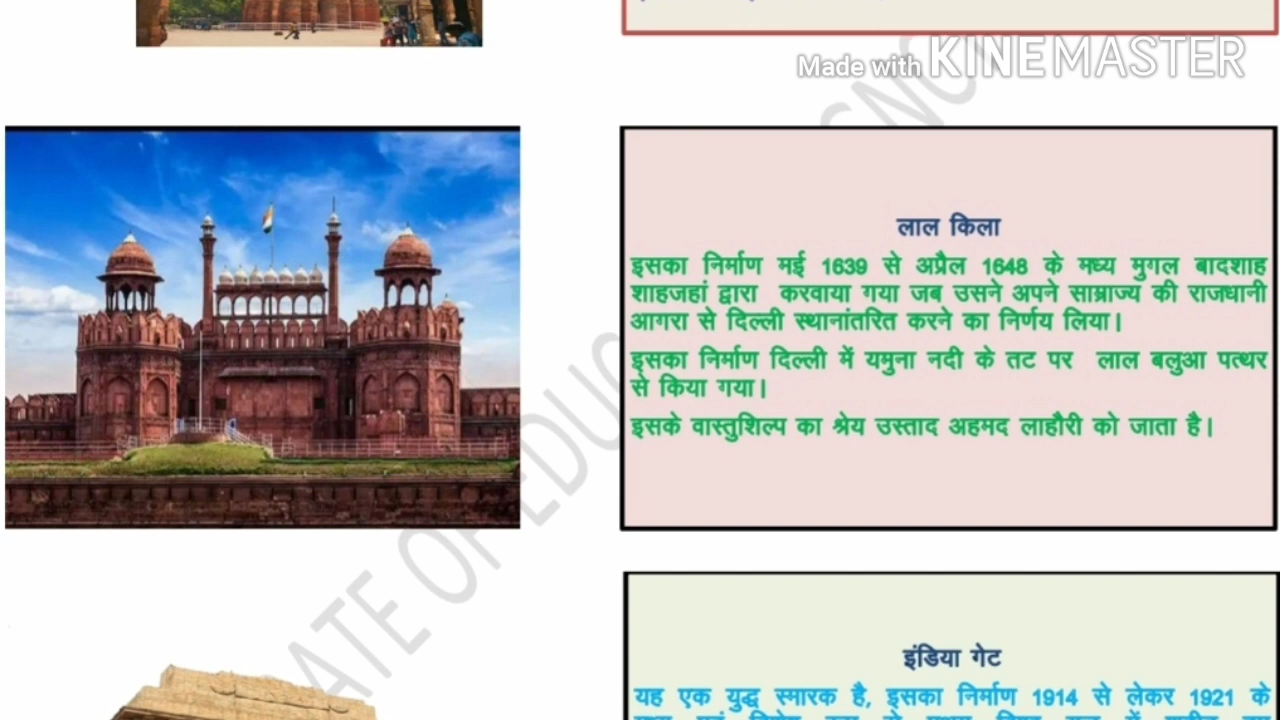 Made with KINEMASTER
लाल किला
इसका निर्माण मई 1639 से अप्रैल 1648 के मध्य मुगल बादशाह
शाहजहां द्वारा करवाया गया जब उसने अपने साम्राज्य की राजधानी
आगरा से दिल्ली स्थानांतरित करने का निर्णय लिया।
इसका निर्माण दिल्ली में यमुना नदी के तट पर लाल बलुआ पत्थर
से किया गया।
इसके वास्तुशिल्प का श्रेय उस्ताद अहमद लाहौरी को जाता है।
इंडिया गेट
यह एक युद्ध स्मारक है, इसका निर्माण 1914 से लेकर 1921 के